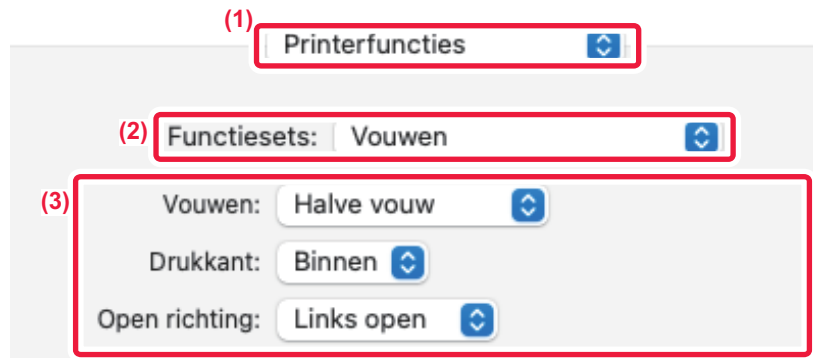 (1)
Printerfuncties
(2) Functiesets: Vouwen
(3) Vouwen: Halve vouw
Drukkant: Binnen
Open richting: Links open